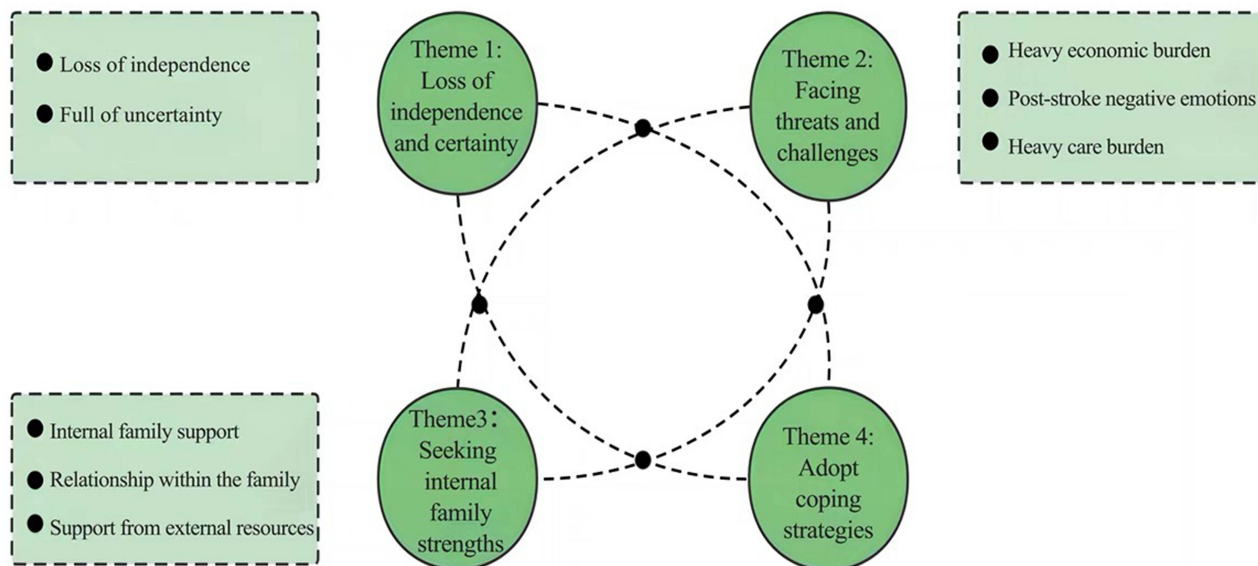 Loss of independence
Full of uncertainty
Theme 1:
Loss of
independence
and certainty
Theme 2:
Facing
threats and
challenges
Heavy economic burden
Post-stroke negative emotions
Heavy care burden
Internal family support
Relationship within the family
Support from external resources
Theme3:
Seeking
internal
family
strengths
Theme 4:
Adopt
coping
strategies